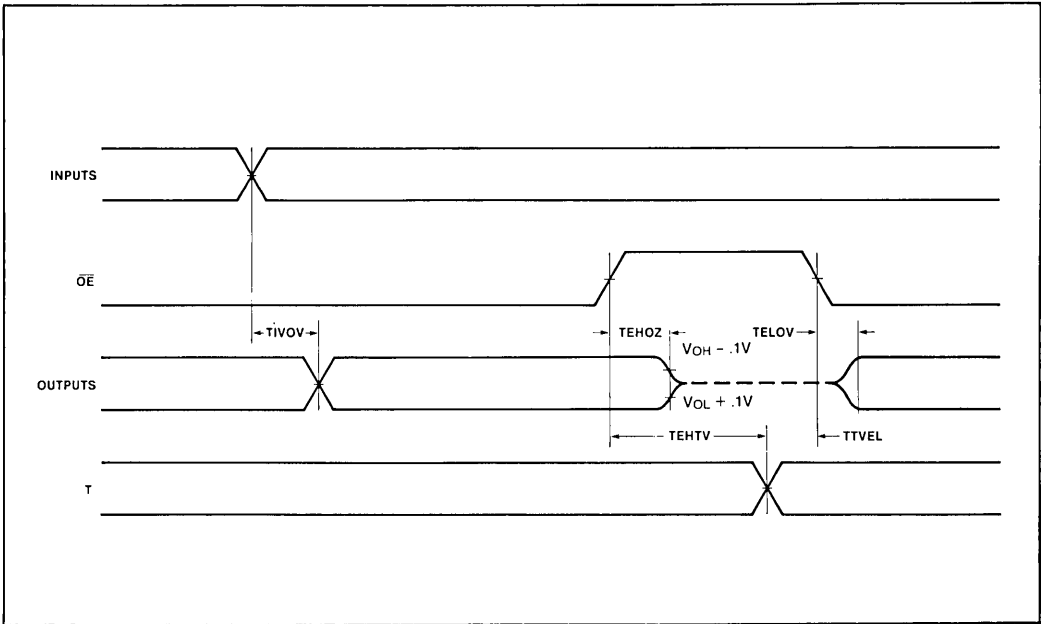 INPUTS
OE
TIVOV
TEHOZ
TELOV
VOH - .1V
OUTPUTS
VOL + .1V
TEHTV
TTVEL
T